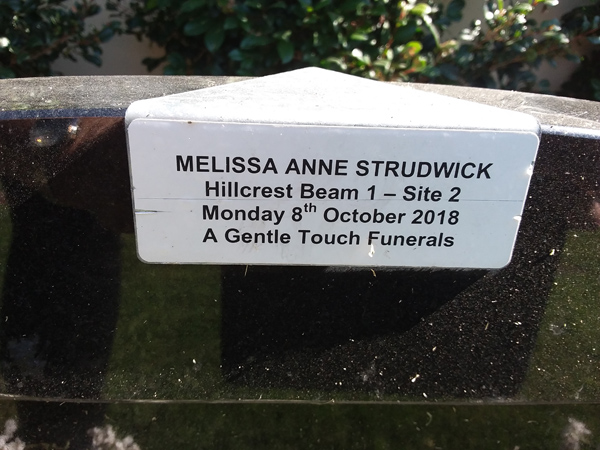 MELISSA ANNE STRUDWICK
Hillcrest Beam 1 – Site 2
Monday 8th October 2018
A Gentle Touch Funerals